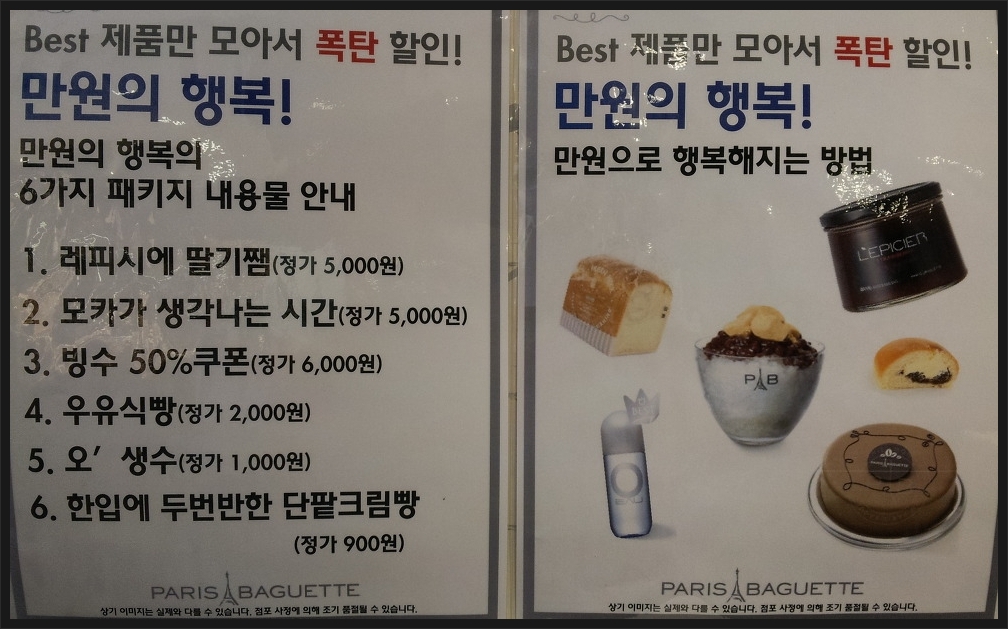 Best 제품만 모아서 폭탄 할인!
만원의 행복!
만원의 행복의
6가지 패키지 내용물 안내
1. 레피시에 딸기쨈(정가 5,000원)
2. 모카가 생각나는 시간(정가 5,000원)
3. 빙수 50%쿠폰(정가 6,000원)
4. 우유식빵(정가 2,000원)
5. 오’ 생수(정가 1,000원)
6. 한입에 두번반한 단팥크림빵
(정가 900원)
PARIS BAGUETTE
상기 이미지는 실제와 다를 수 있습니다. 점포 사정에 의해 조기 품절될 수 있습니다.
Best 제품만 모아서 폭탄 할인!
만원의 행복!
만원으로 행복해지는 방법
L'EPICIER
P B
O
PARIS BAGUETTE
PARIS BAGUETTE
상기 이미지는 실제와 다를 수 있습니다. 점포 사정에 의해 조기 품절될 수 있습니다.